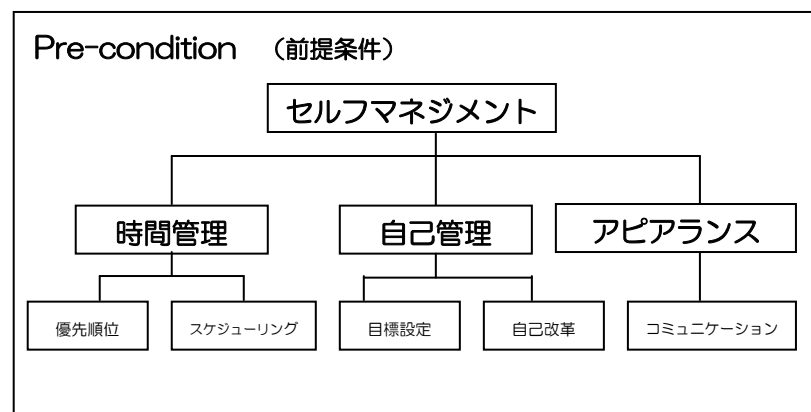 Pre-condition （前提条件）
セルフマネジメント
時間管理
自己管理
アピアランス
優先順位
スケジューリング
目標設定
自己改革
コミュニケーション